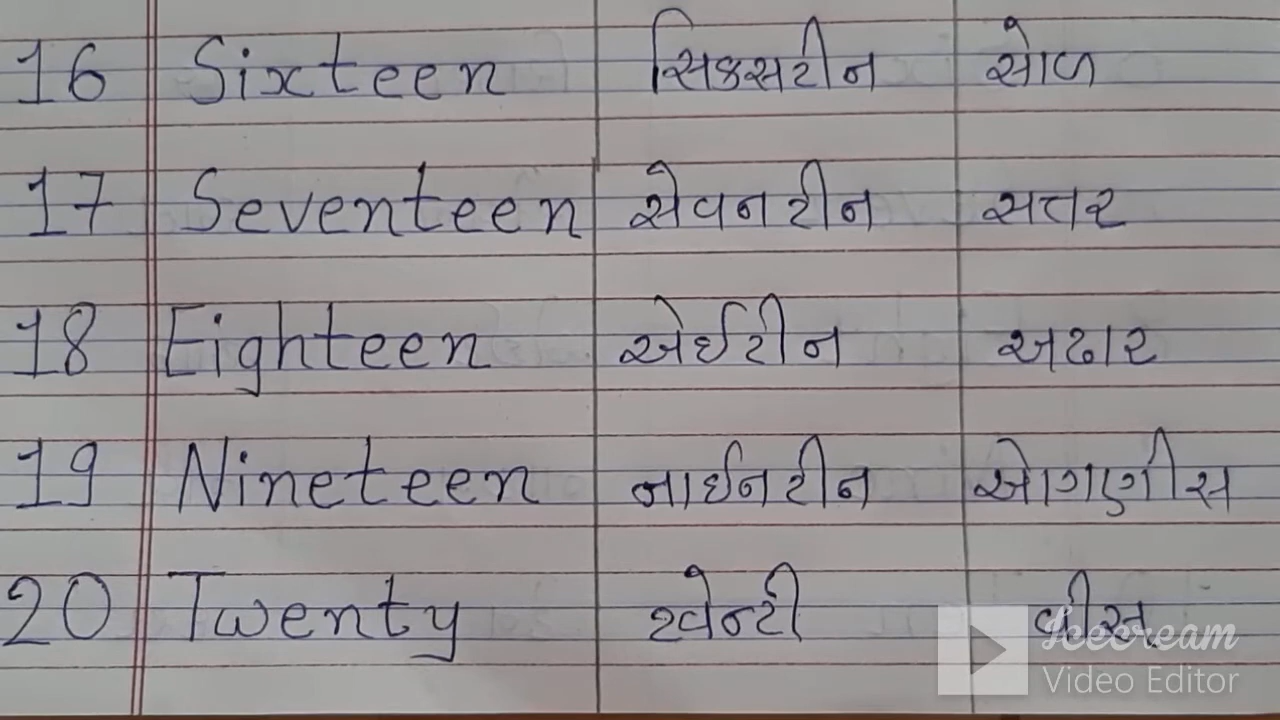 16 Sixteen સિક્સટીન સોળ
17 Seventeen સેવનટીન સત્તર
18 Eighteen એઈટીન અઢાર
19 Nineteen નાઈનટીન ઓગણીસ
20 Twenty ટ્વેન્ટી વીસ
Icecream
Video Editor